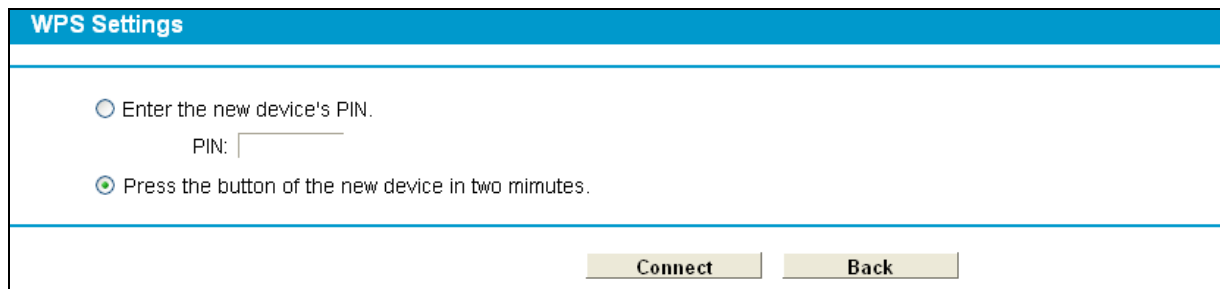 WPS Settings
Enter the new device's PIN.
PIN:
Press the button of the new device in two mimutes.
Connect Back